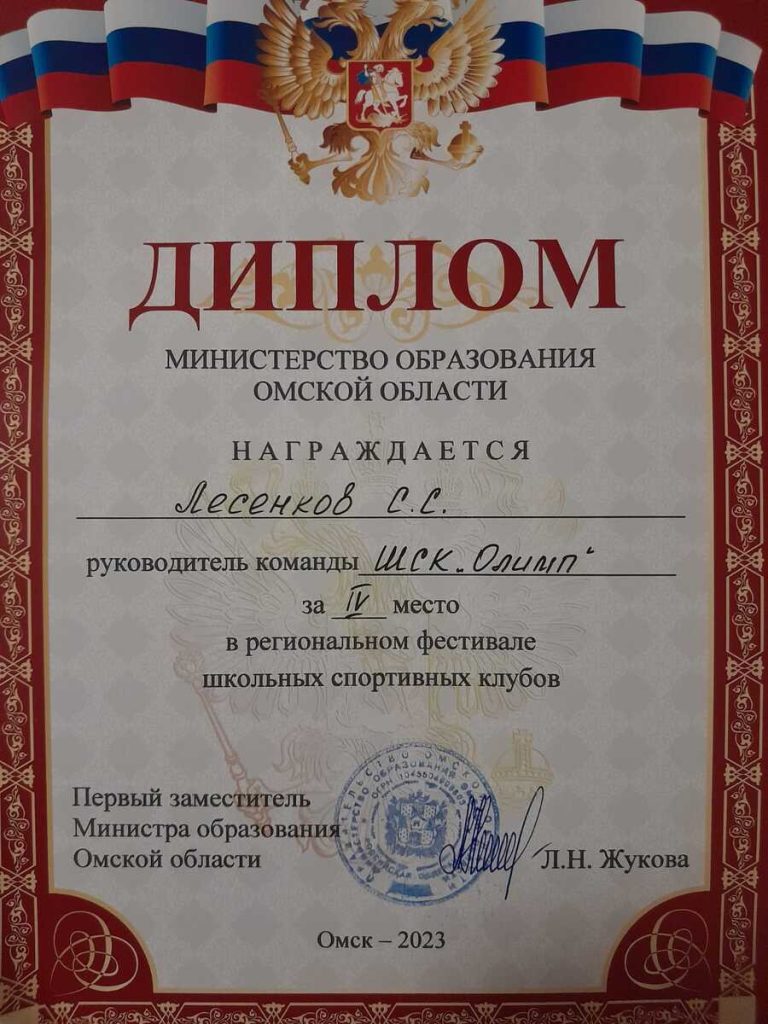 ДИПЛОМ
МИНИСТЕРСТВО ОБРАЗОВАНИЯ
ОМСКОЙ ОБЛАСТИ
НАГРАЖДАЕТСЯ
Лесенков С.С.
руководитель команды ШСК „Олимп“
за IV место
в региональном фестивале
школьных спортивных клубов
Первый заместитель
Министра образования
Омской области
Л.Н. Жукова
Омск – 2023